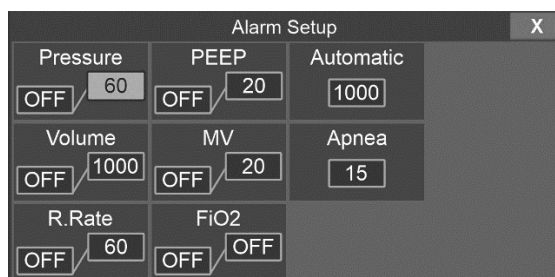 Alarm Setup X
Pressure PEEP Automatic
60 20 1000
OFF OFF
Volume MV Apnea
1000 20 15
OFF OFF
R.Rate FiO2
60 OFF
OFF OFF